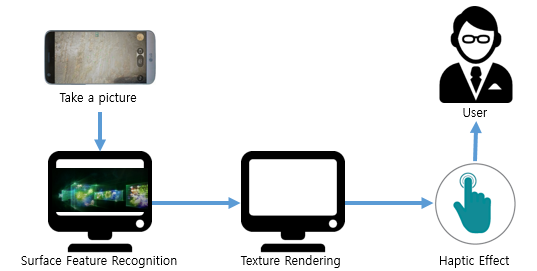 Take a picture
User
Surface Feature Recognition
Texture Rendering
Haptic Effect